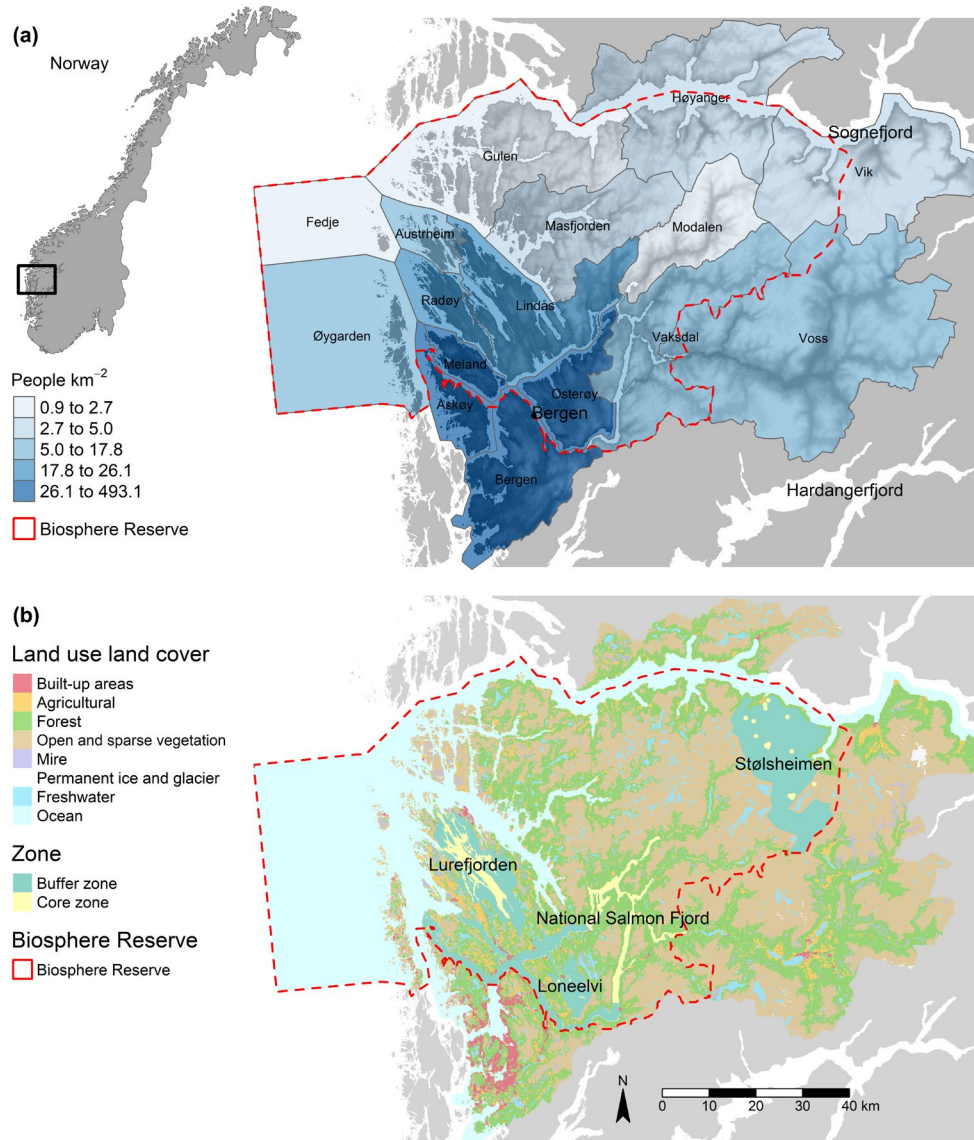 (a)
Norway
Høyanger
Sognefjord
Gulen
Vik
Fedje
Austrheim
Masfjorden
Modalen
Radøy
Lindås
Øygarden
Vaksdal
Voss
Meland
Osterøy
Askøy
Bergen
Bergen
Hardangerfjord
People km⁻²
0.9 to 2.7
2.7 to 5.0
5.0 to 17.8
17.8 to 26.1
26.1 to 493.1
Biosphere Reserve
(b)
Land use land cover
Built-up areas
Agricultural
Forest
Open and sparse vegetation
Mire
Permanent ice and glacier
Freshwater
Ocean
Zone
Buffer zone
Core zone
Biosphere Reserve
Biosphere Reserve
Stølsheimen
Lurefjorden
National Salmon Fjord
Loneelvi
N
0 10 20 30 40 km